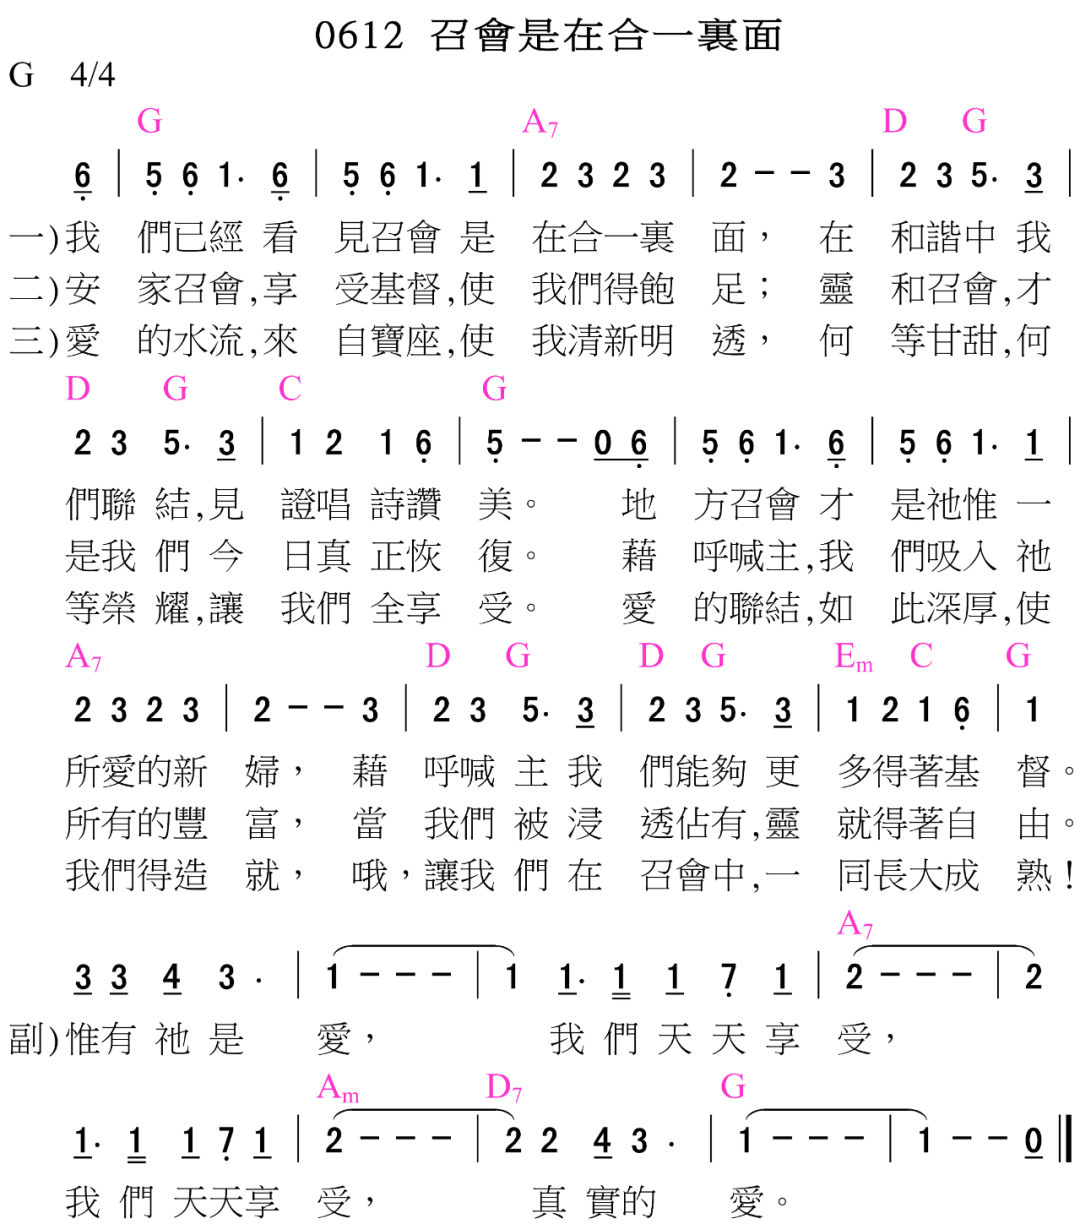 0612 召會是在合一裏面
G 4/4
G A7 D G
6 | 5 6 1. 6 | 5 6 1. 1 | 2 3 2 3 | 2 - - 3 | 2 3 5. 3 |
一)我 們已經 看 見召會 是 在合一裏 面， 在 和諧中 我
二)安 家召會,享 受基督,使 我們得飽 足； 靈 和召會,才
三)愛 的水流,來 自寶座,使 我清新明 透， 何 等甘甜,何
D G C G
2 3 5. 3 | 1 2 1 6 | 5 - - 0 6 | 5 6 1. 6 | 5 6 1. 1 |
們聯 結,見 證唱 詩讚 美。 地 方召會 才 是祂惟 一
是我 們 今 日真 正恢 復。 藉 呼喊主,我 們吸入 祂
等榮 耀,讓 我們 全享 受。 愛 的聯結,如 此深厚,使
A7 D G D G Em C G
2 3 2 3 | 2 - - 3 | 2 3 5. 3 | 2 3 5. 3 | 1 2 1 6 | 1
所愛的新 婦， 藉 呼喊 主 我 們能夠 更 多得著基 督。
所有的豐 富， 當 我們 被 浸 透佔有,靈 就得著自 由。
我們得造 就， 哦，讓我 們 在 召會中,一 同長大成 熟！
A7
3 3 4 3 . | 1 - - - | 1 1. 1 1 7 1 | 2 - - - | 2
副)惟有 祂 是 愛， 我 們 天 天 享 受，
Am D7 G
1. 1 1 7 1 | 2 - - - | 2 2 4 3 . | 1 - - - | 1 - - 0 ‖
我 們 天天享 受， 真 實的 愛。